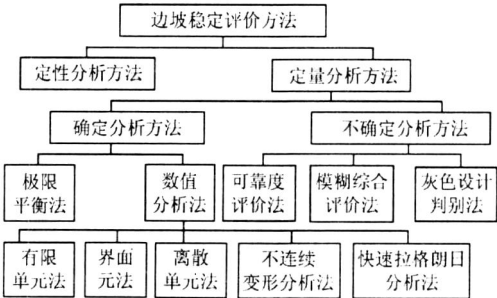 边坡稳定评价方法
定性分析方法
定量分析方法
确定分析方法
不确定分析方法
极限
平衡法
数值
分析法
可靠度
评价法
模糊综合
评价法
灰色设计
判别法
有限
单元法
界面
元法
离散
单元法
不连续
变形分析法
快速拉格朗日
分析法